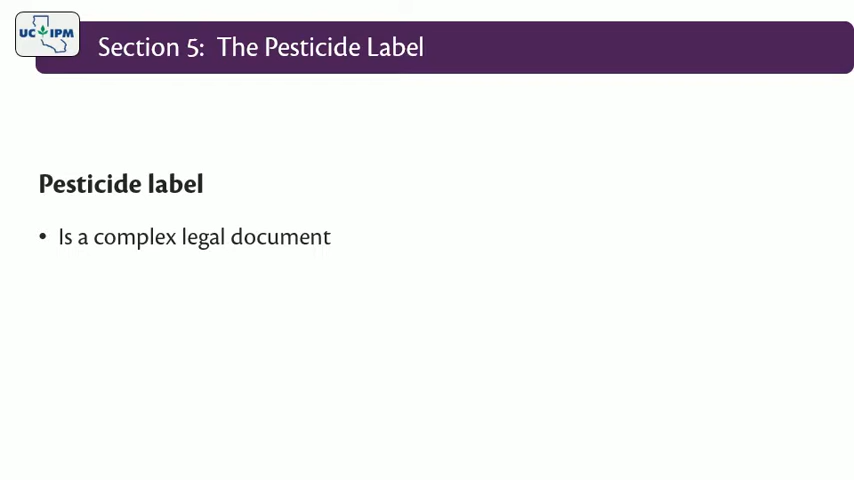 UC IPM
Section 5: The Pesticide Label
Pesticide label
• Is a complex legal document